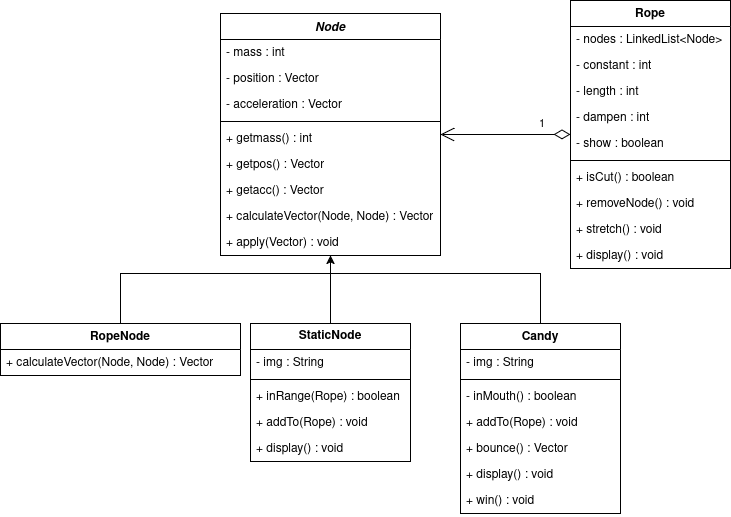 Node
- mass : int
- position : Vector
- acceleration : Vector
+ getmass() : int
+ getpos() : Vector
+ getacc() : Vector
+ calculateVector(Node, Node) : Vector
+ apply(Vector) : void
1
Rope
- nodes : LinkedList<Node>
- constant : int
- length : int
- dampen : int
- show : boolean
+ isCut() : boolean
+ removeNode() : void
+ stretch() : void
+ display() : void
RopeNode
+ calculateVector(Node, Node) : Vector
StaticNode
- img : String
+ inRange(Rope) : boolean
+ addTo(Rope) : void
+ display() : void
Candy
- img : String
- inMouth() : boolean
+ addTo(Rope) : void
+ bounce() : Vector
+ display() : void
+ win() : void